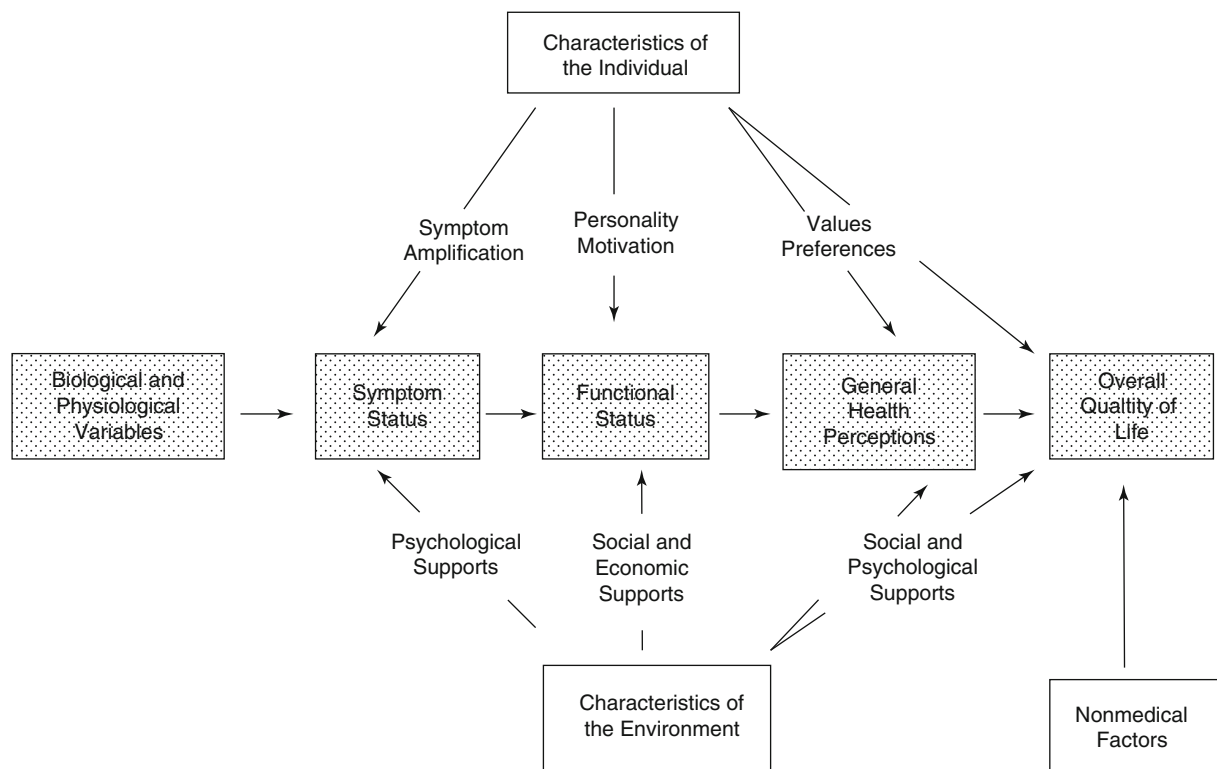 Characteristics of
the Individual
Symptom
Amplification
Personality
Motivation
Values
Preferences
Biological and
Physiological
Variables
Symptom
Status
Functional
Status
General
Health
Perceptions
Overall
Qualtity of
Life
Psychological
Supports
Social and
Economic
Supports
Social and
Psychological
Supports
Characteristics of
the Environment
Nonmedical
Factors